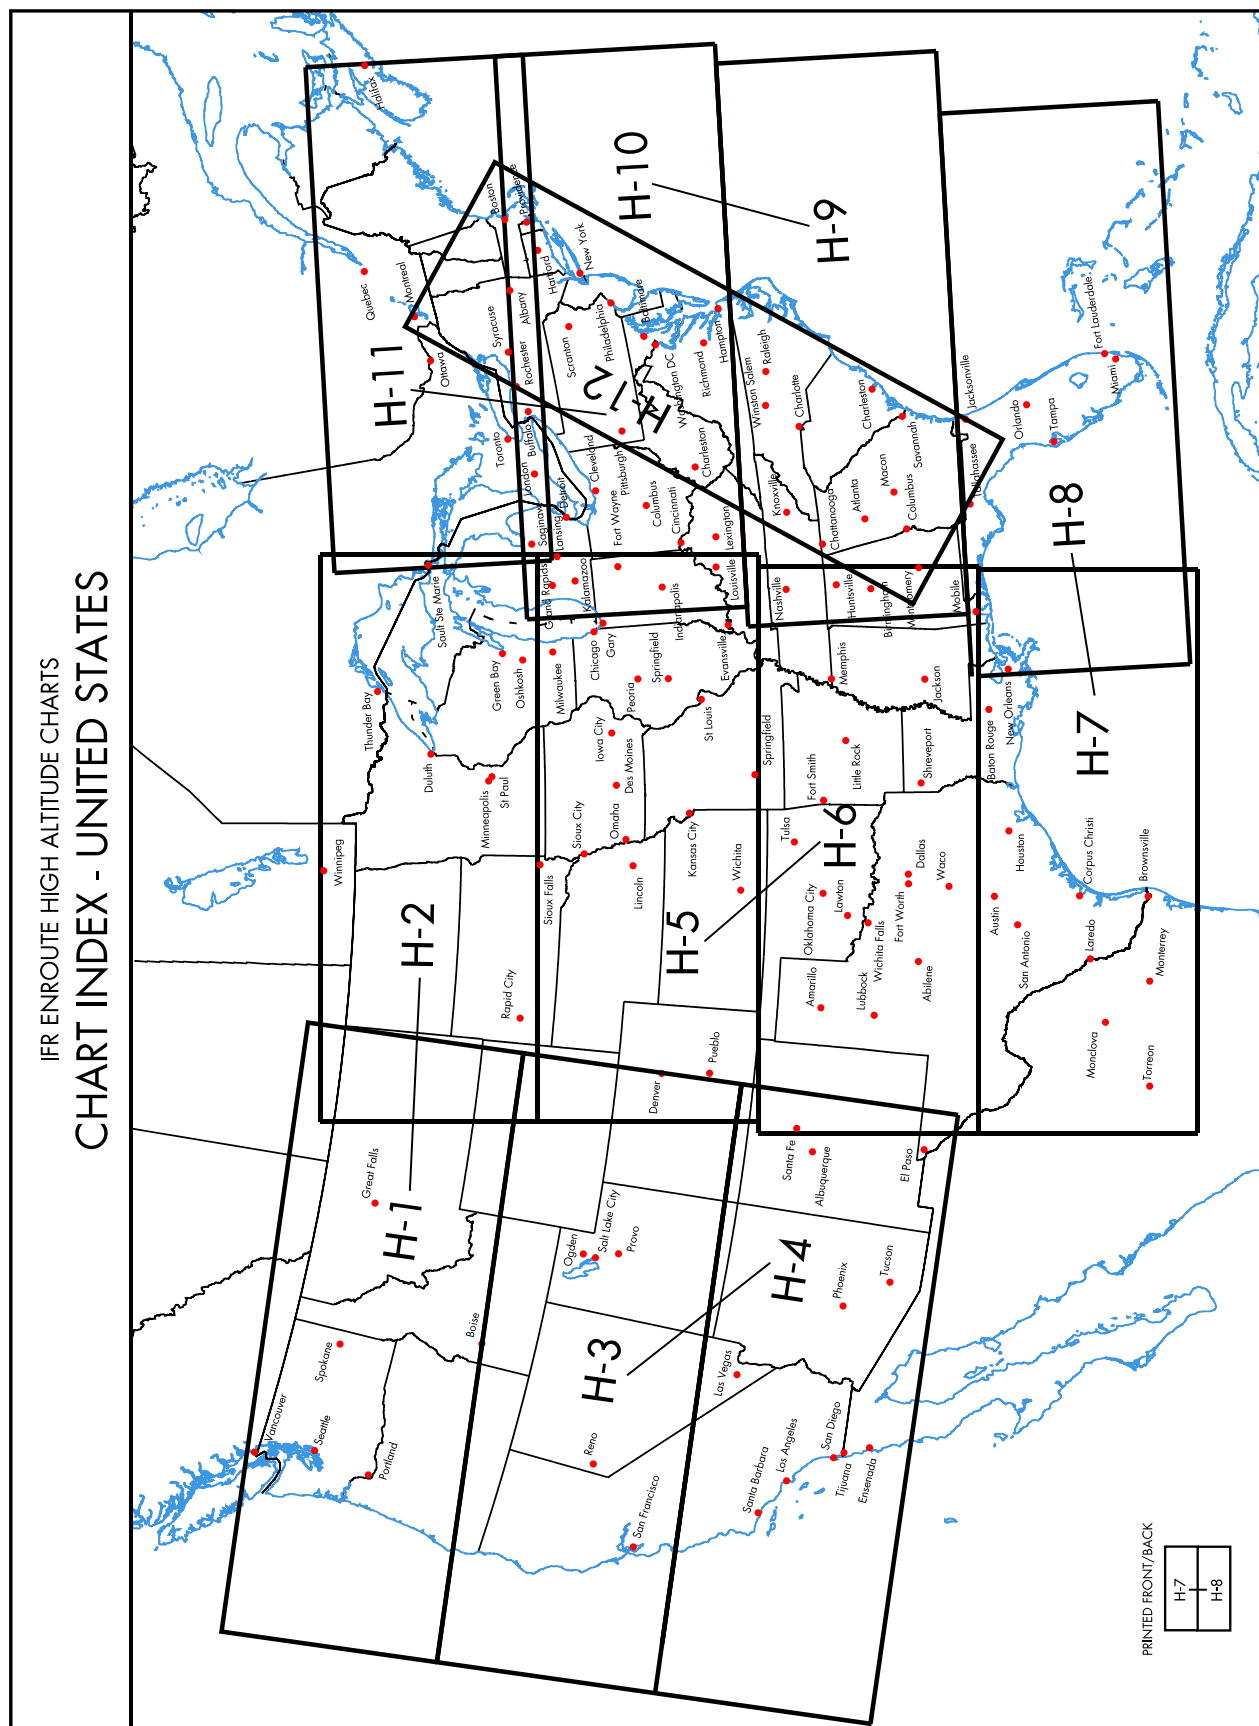 IFR ENROUTE HIGH ALTITUDE CHARTS
CHART INDEX - UNITED STATES
Vancouver
Seattle
Spokane
Portland
Great Falls
Boise
H-1
H-2
Winnipeg
Thunder Bay
Duluth
Sault Ste Marie
Minneapolis
St Paul
Green Bay
Oshkosh
Rapid City
Sioux Falls
H-11
Quebec
Montreal
Ottawa
Halifax
Toronto
Syracuse
Rochester
Buffalo
London
Albany
Boston
Providence
Hartford
New York
Saginaw
Lansing
Detroit
Grand Rapids
Kalamazoo
H-3
Reno
San Francisco
Ogden
Salt Lake City
Provo
Denver
Pueblo
H-5
Sioux City
Omaha
Lincoln
Des Moines
Iowa City
Milwaukee
Chicago
Gary
Peoria
Springfield
Indianapolis
Evansville
St Louis
Kansas City
Wichita
Springfield
Fort Wayne
Cleveland
Pittsburgh
Columbus
Cincinnati
Charleston
Lexington
Louisville
H-12
H-10
Scranton
Philadelphia
Baltimore
Washington DC
Richmond
Hampton
H-4
Las Vegas
Santa Barbara
Los Angeles
San Diego
Tijuana
Ensenada
Phoenix
Tucson
Santa Fe
Albuquerque
El Paso
H-6
Amarillo
Lubbock
Oklahoma City
Lawton
Wichita Falls
Fort Worth
Dallas
Waco
Abilene
Tulsa
Fort Smith
Little Rock
Shreveport
Memphis
Jackson
Nashville
Huntsville
Birmingham
Montgomery
Mobile
H-9
Knoxville
Chattanooga
Atlanta
Macon
Columbus
Winston Salem
Raleigh
Charlotte
Charleston
Savannah
Jacksonville
Tallahassee
H-7
Austin
San Antonio
Houston
Baton Rouge
New Orleans
Corpus Christi
Laredo
Brownsville
Monterrey
Monclova
Torreon
H-8
Orlando
Tampa
Fort Lauderdale
Miami
PRINTED FRONT/BACK
H-7
H-8